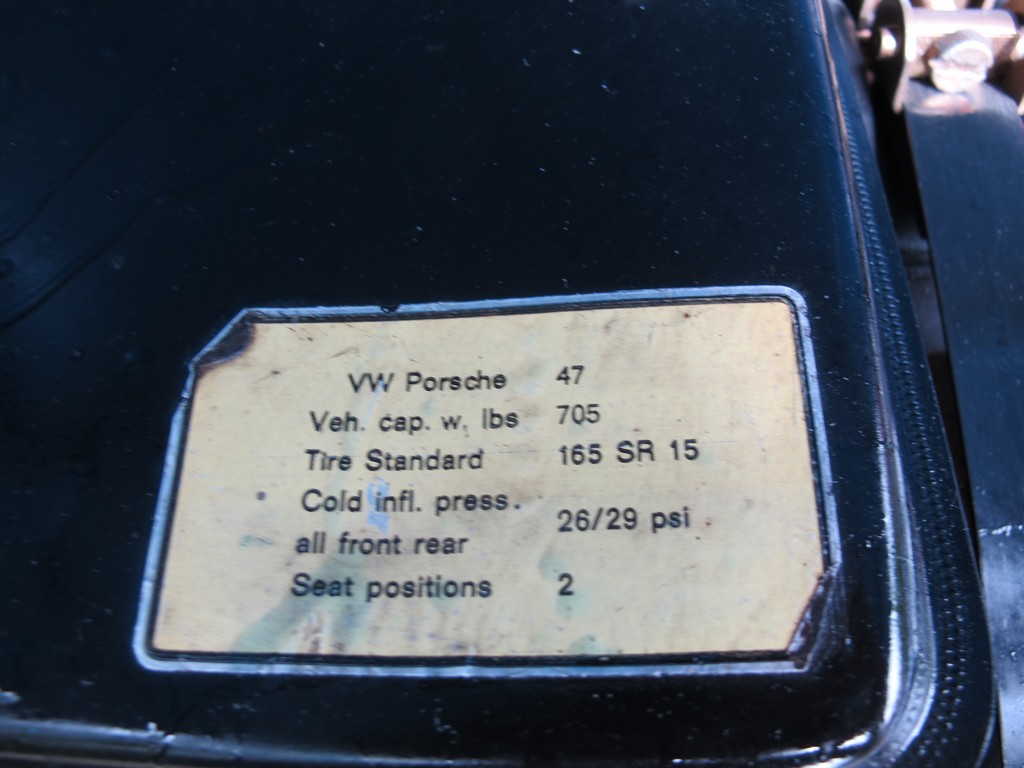 VW Porsche 47
Veh. cap. w. lbs 705
Tire Standard 165 SR 15
Cold infl. press.
26/29 psi
all front rear
Seat positions 2